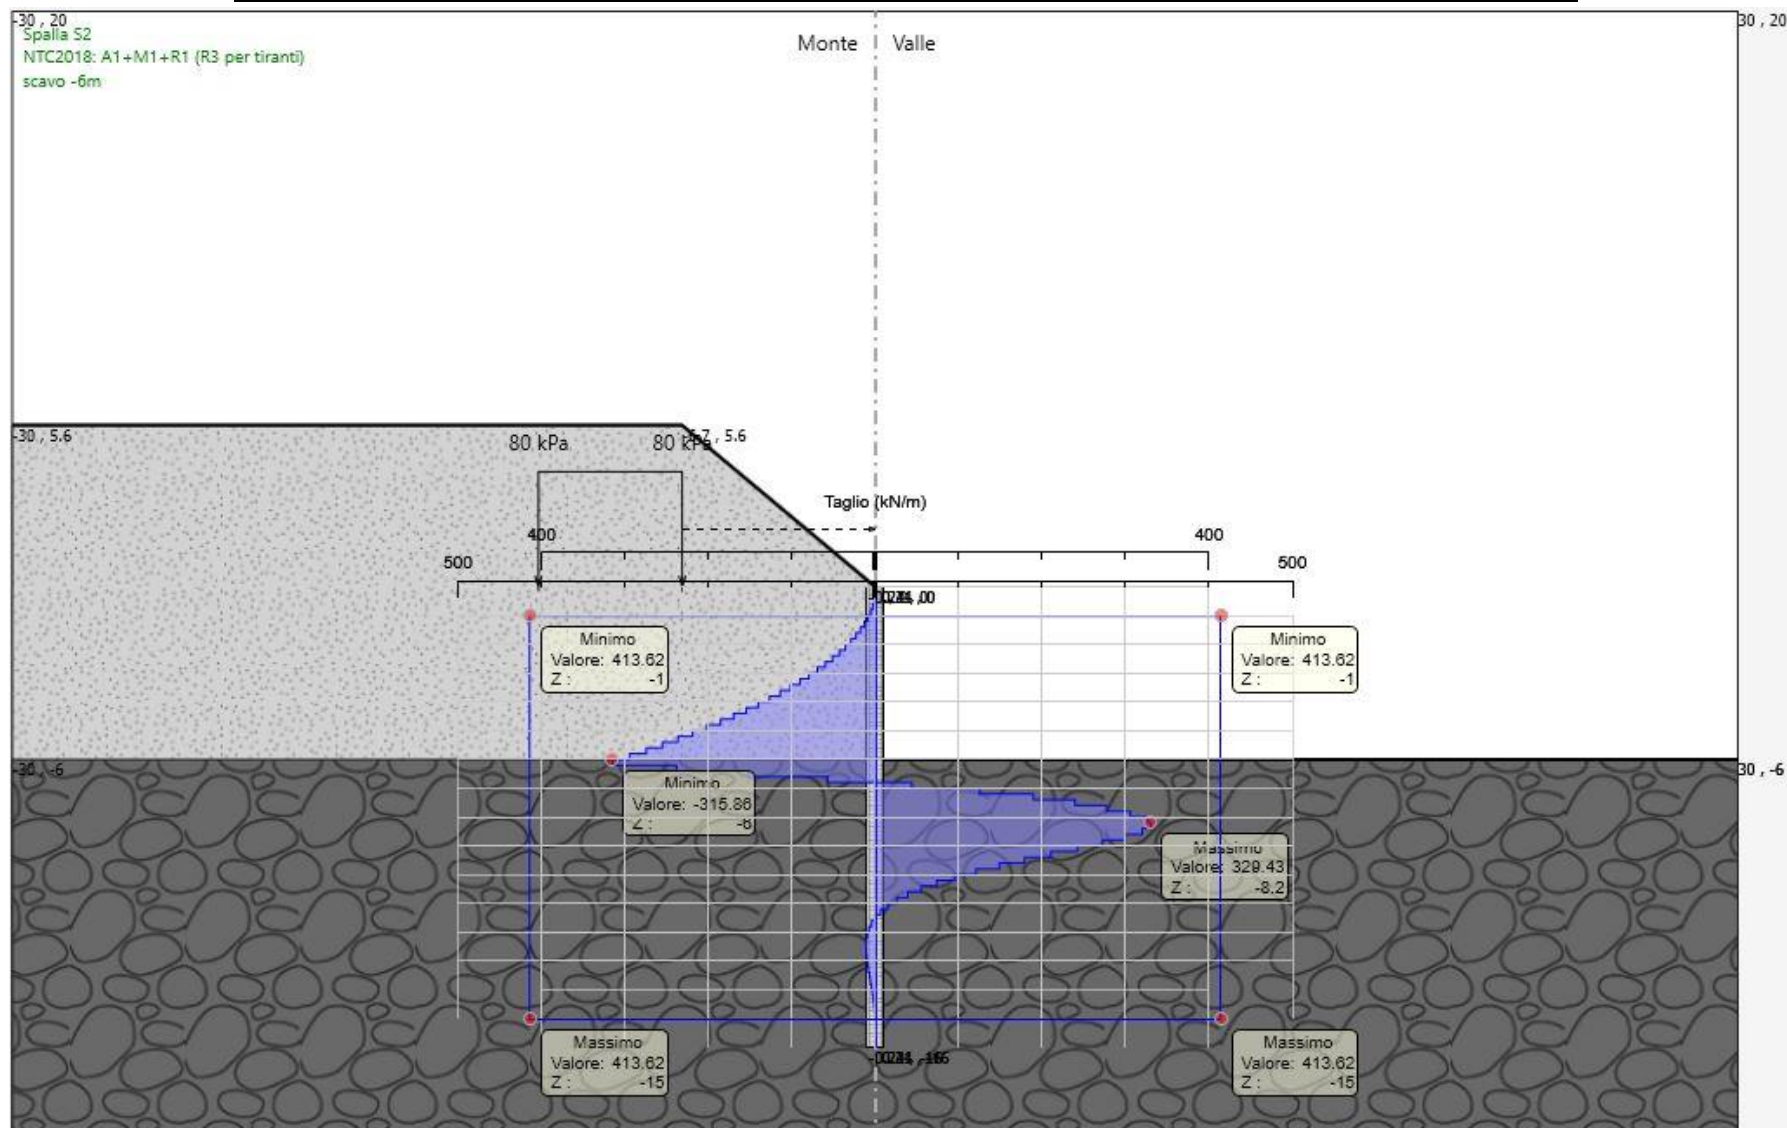 -30 , 20
30 , 20
Spalla S2
NTC2018: A1+M1+R1 (R3 per tiranti)
scavo -6m
Monte
Valle
-30 , 5.6
, 5.6
80 kPa
80 kPa
Taglio (kN/m)
400
400
500
500
Minimo
Valore: 413.62
Z : -1
Minimo
Valore: 413.62
Z : -1
-30 , -6
30 , -6
Minimo
Valore: -315.86
Z : -6
Massimo
Valore: 329.43
Z : -8.2
Massimo
Valore: 413.62
Z : -15
Massimo
Valore: 413.62
Z : -15